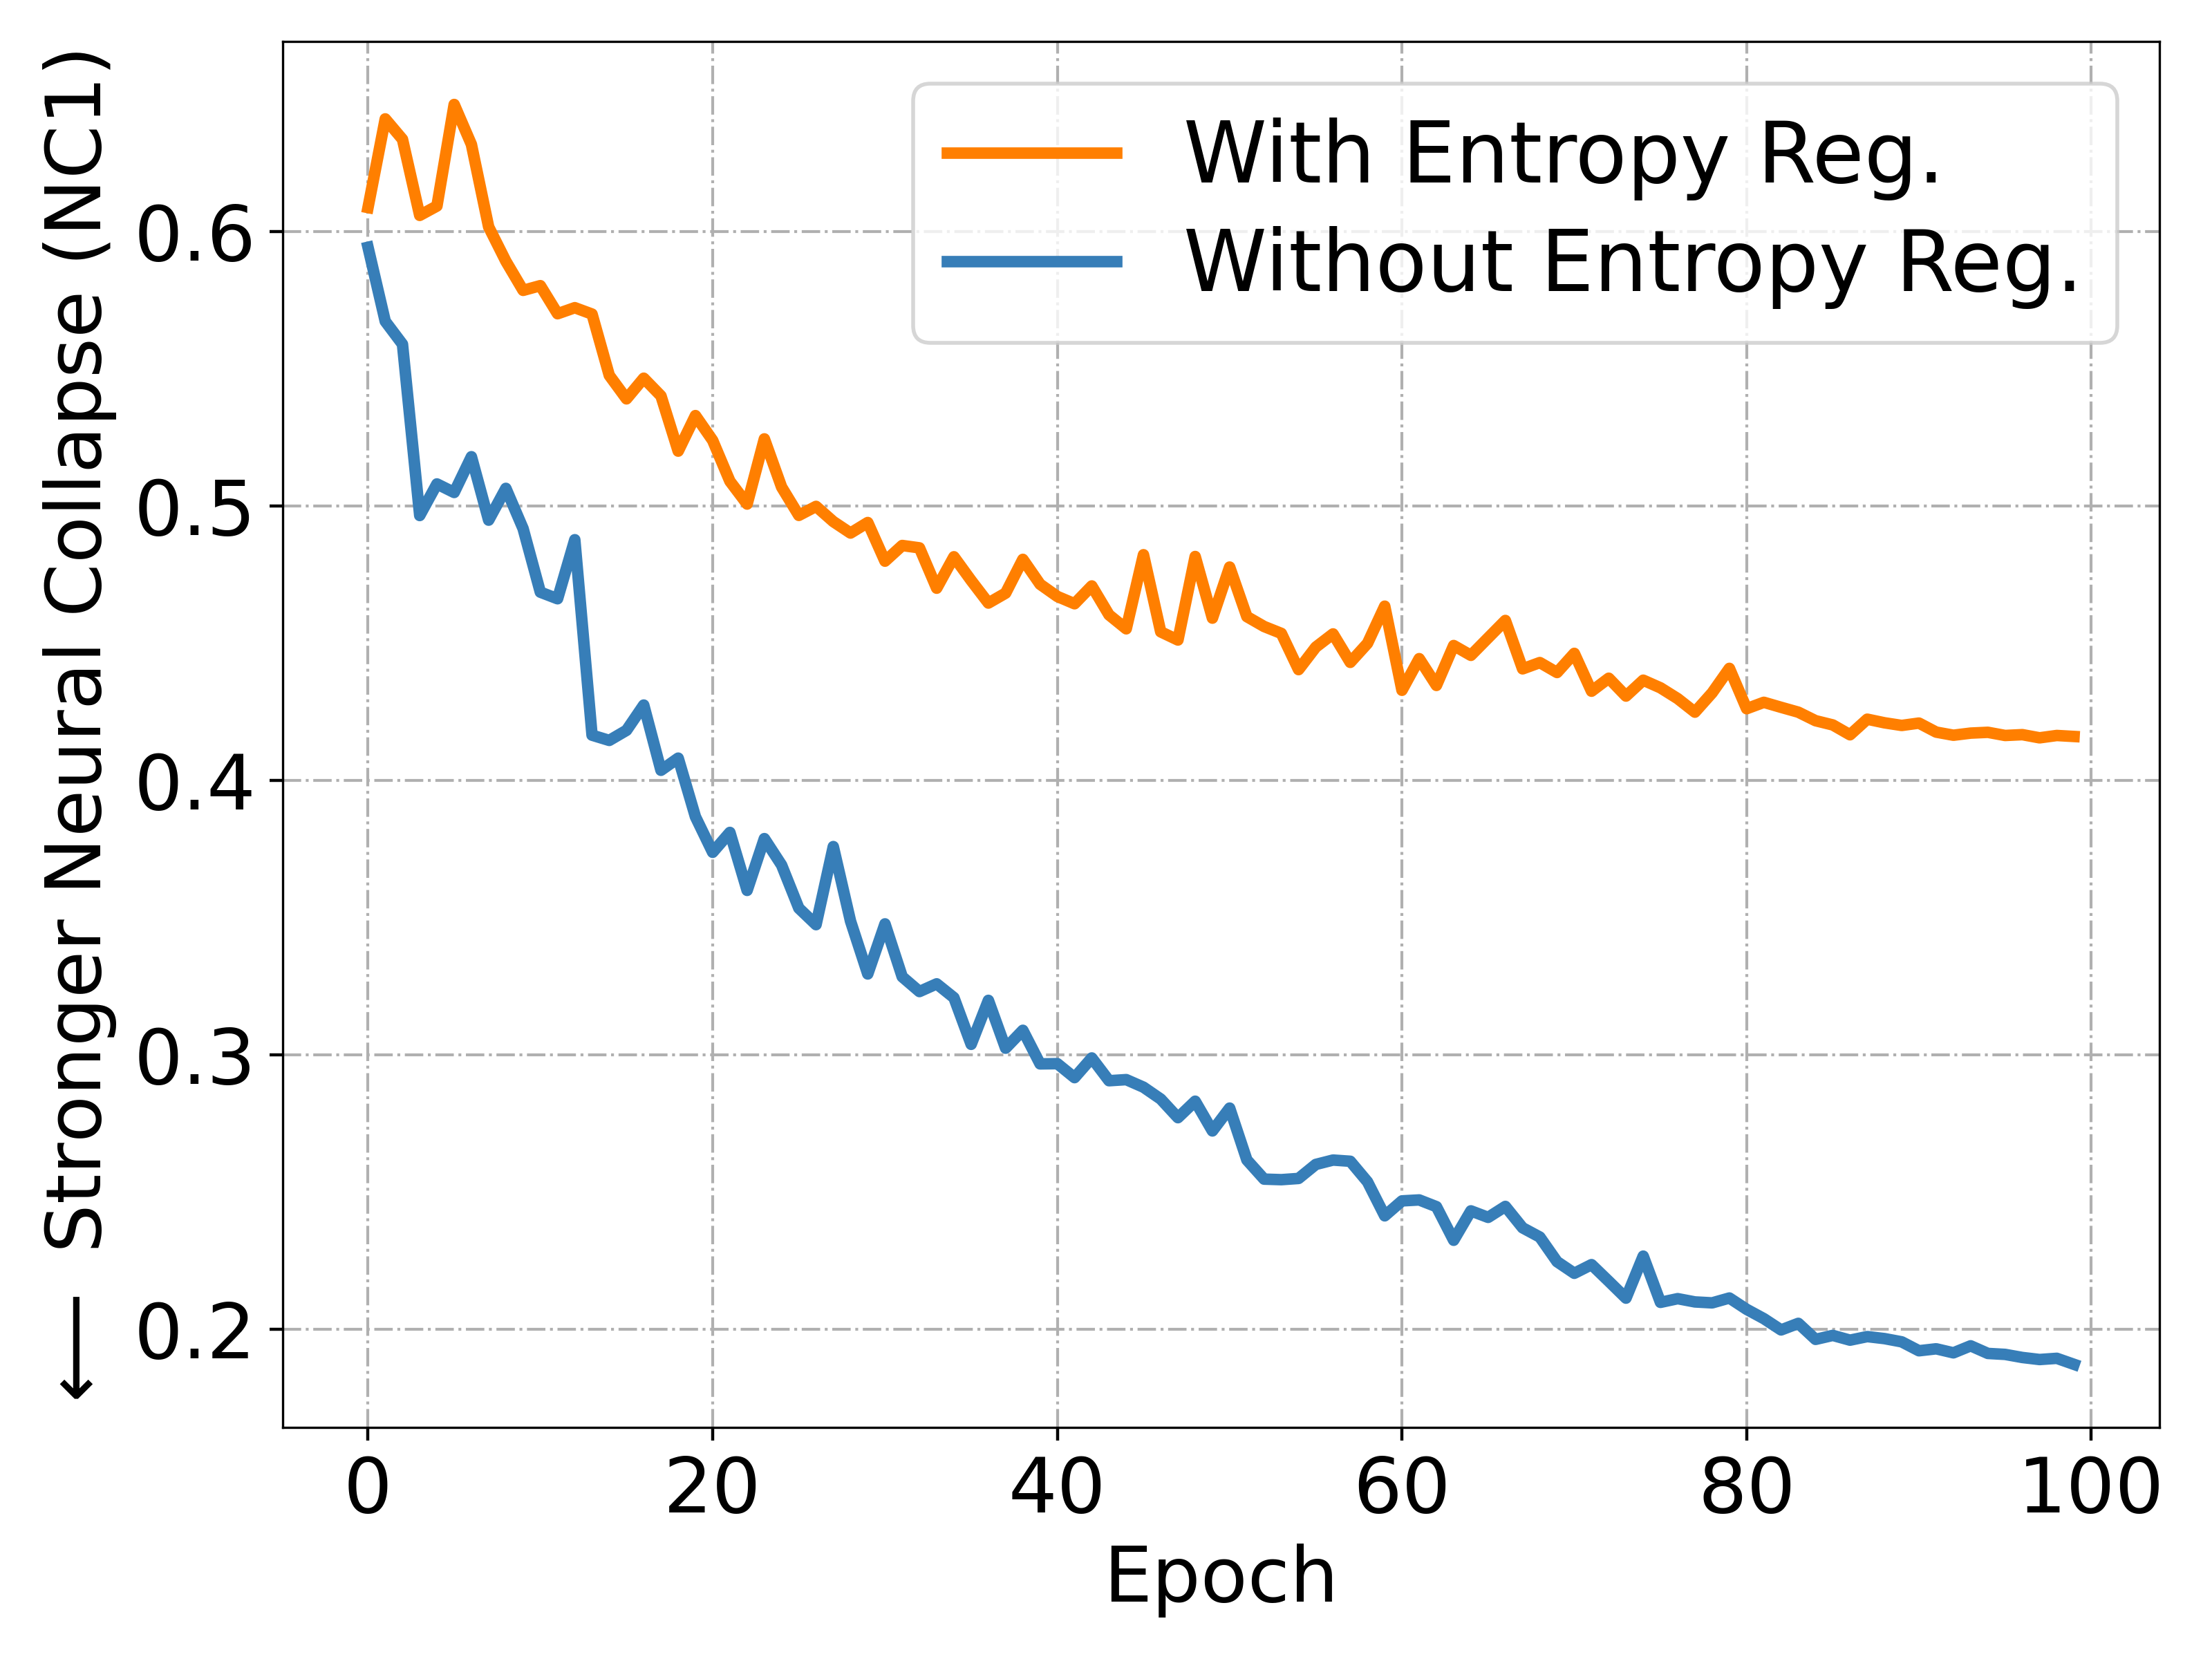 ← Stronger Neural Collapse (NC1)
With Entropy Reg.
Without Entropy Reg.
0.6
0.5
0.4
0.3
0.2
0 20 40 60 80 100
Epoch